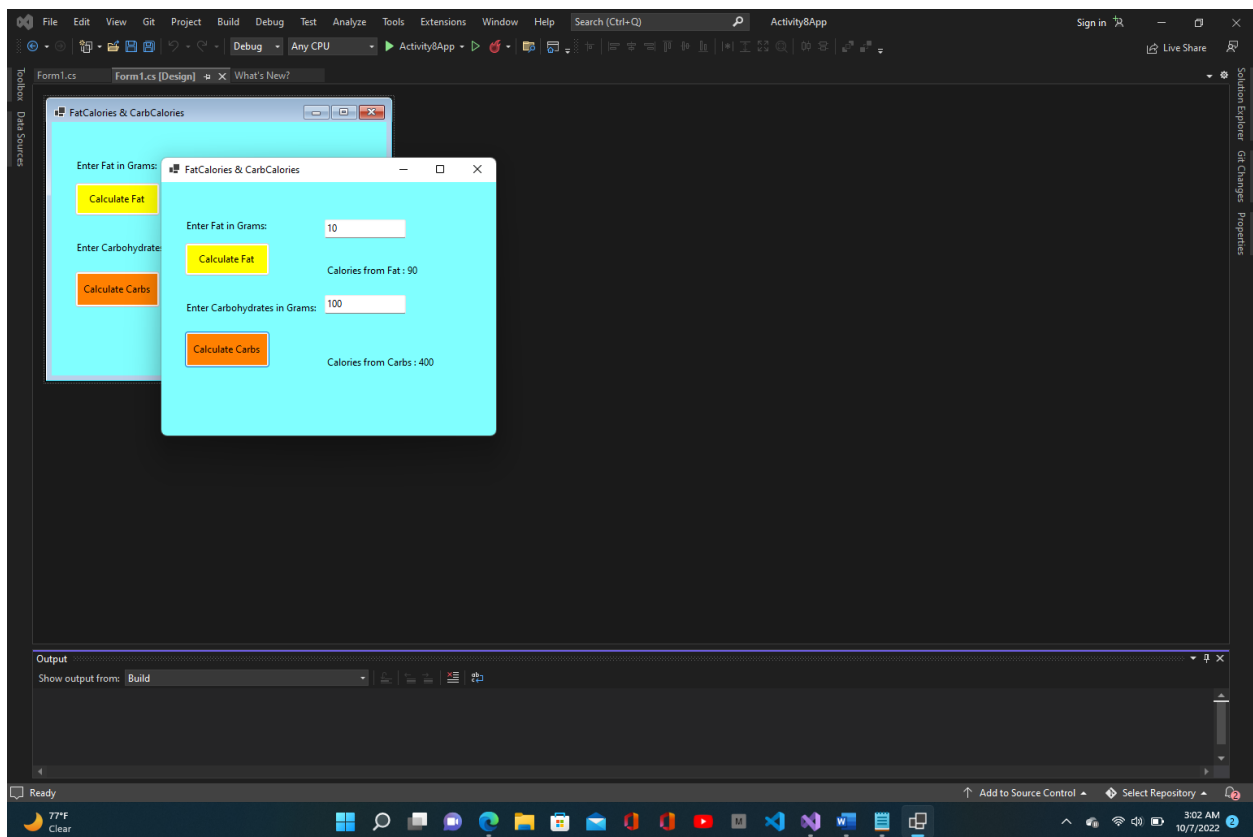 File Edit View Git Project Build Debug Test Analyze Tools Extensions Window Help Search (Ctrl+Q) Activity8App Sign in
Debug Any CPU Activity8App Live Share
Form1.cs Form1.cs [Design] What's New?
Toolbox
Data Sources
Solution Explorer
Git Changes
Properties
FatCalories & CarbCalories
Enter Fat in Grams:
Calculate Fat
Enter Carbohydrate
Calculate Carbs
FatCalories & CarbCalories
Enter Fat in Grams: 10
Calculate Fat
Calories from Fat : 90
Enter Carbohydrates in Grams: 100
Calculate Carbs
Calories from Carbs : 400
Output
Show output from: Build
Ready Add to Source Control Select Repository 2
77°F
Clear
3:02 AM
10/7/2022
2